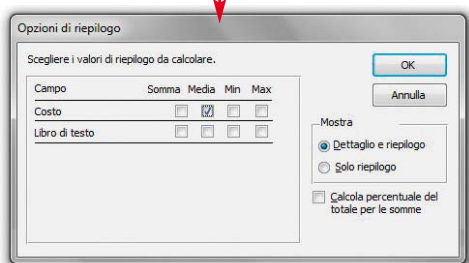 Opzioni di riepilogo
Scegliere i valori di riepilogo da calcolare.
OK
Annulla
Campo Somma Media Min Max
Costo
Libro di testo
Mostra
Dettaglio e riepilogo
Solo riepilogo
Calcola percentuale del
totale per le somme